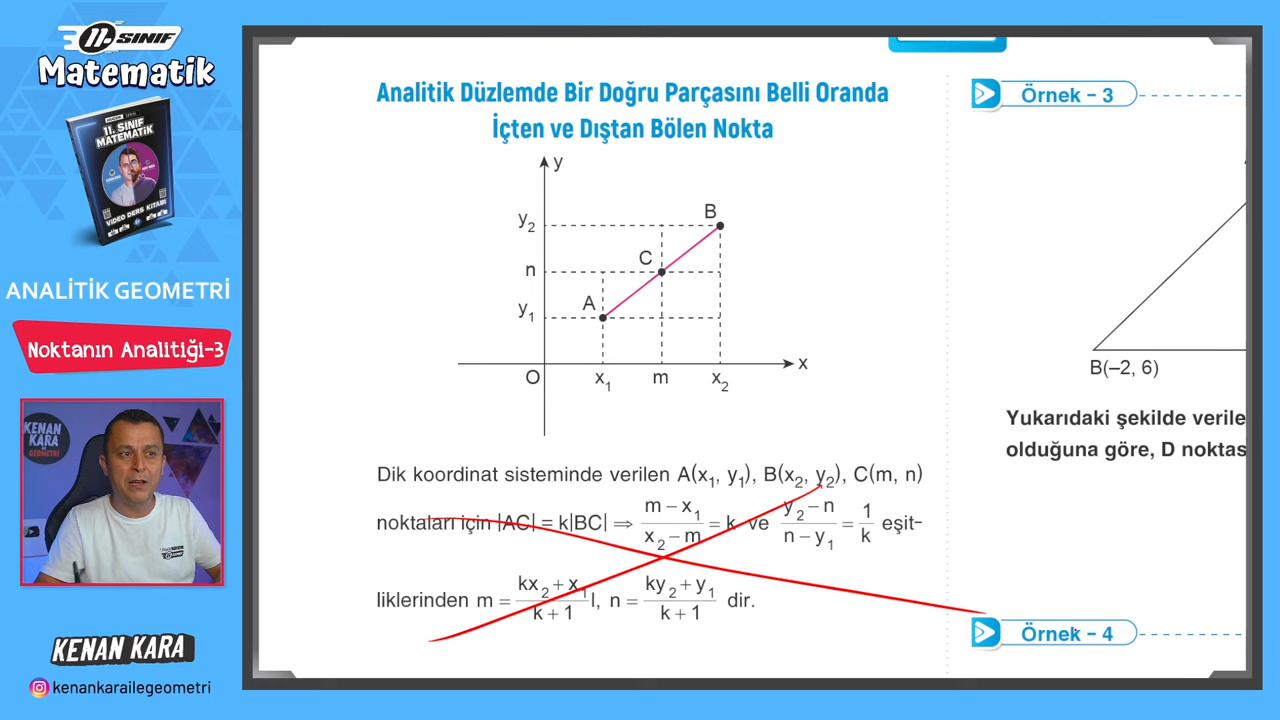 11. SINIF
Matematik
11. SINIF
MATEMATİK
VİDEO DERS KİTABI
ANALİTİK GEOMETRİ
Noktanın Analitiği-3
KENAN
KARA
GEOMETRİ
KENAN KARA
kenankarailegeometri
Analitik Düzlemde Bir Doğru Parçasını Belli Oranda
İçten ve Dıştan Bölen Nokta
y
y₂
B
C
n
A
y₁
O
x₁
m
x₂
x
Dik koordinat sisteminde verilen A(x₁, y₁), B(x₂, y₂), C(m, n)
noktaları için |AC| = k|BC| ⇒ (m – x₁)/(x₂ – m) = k ve (y₂ – n)/(n – y₁) = 1/k eşit-
liklerinden m = (kx₂ + x₁)/(k + 1) l, n = (ky₂ + y₁)/(k + 1) dir.
Örnek – 3
B(–2, 6)
Yukarıdaki şekilde verile
olduğuna göre, D noktas
Örnek – 4